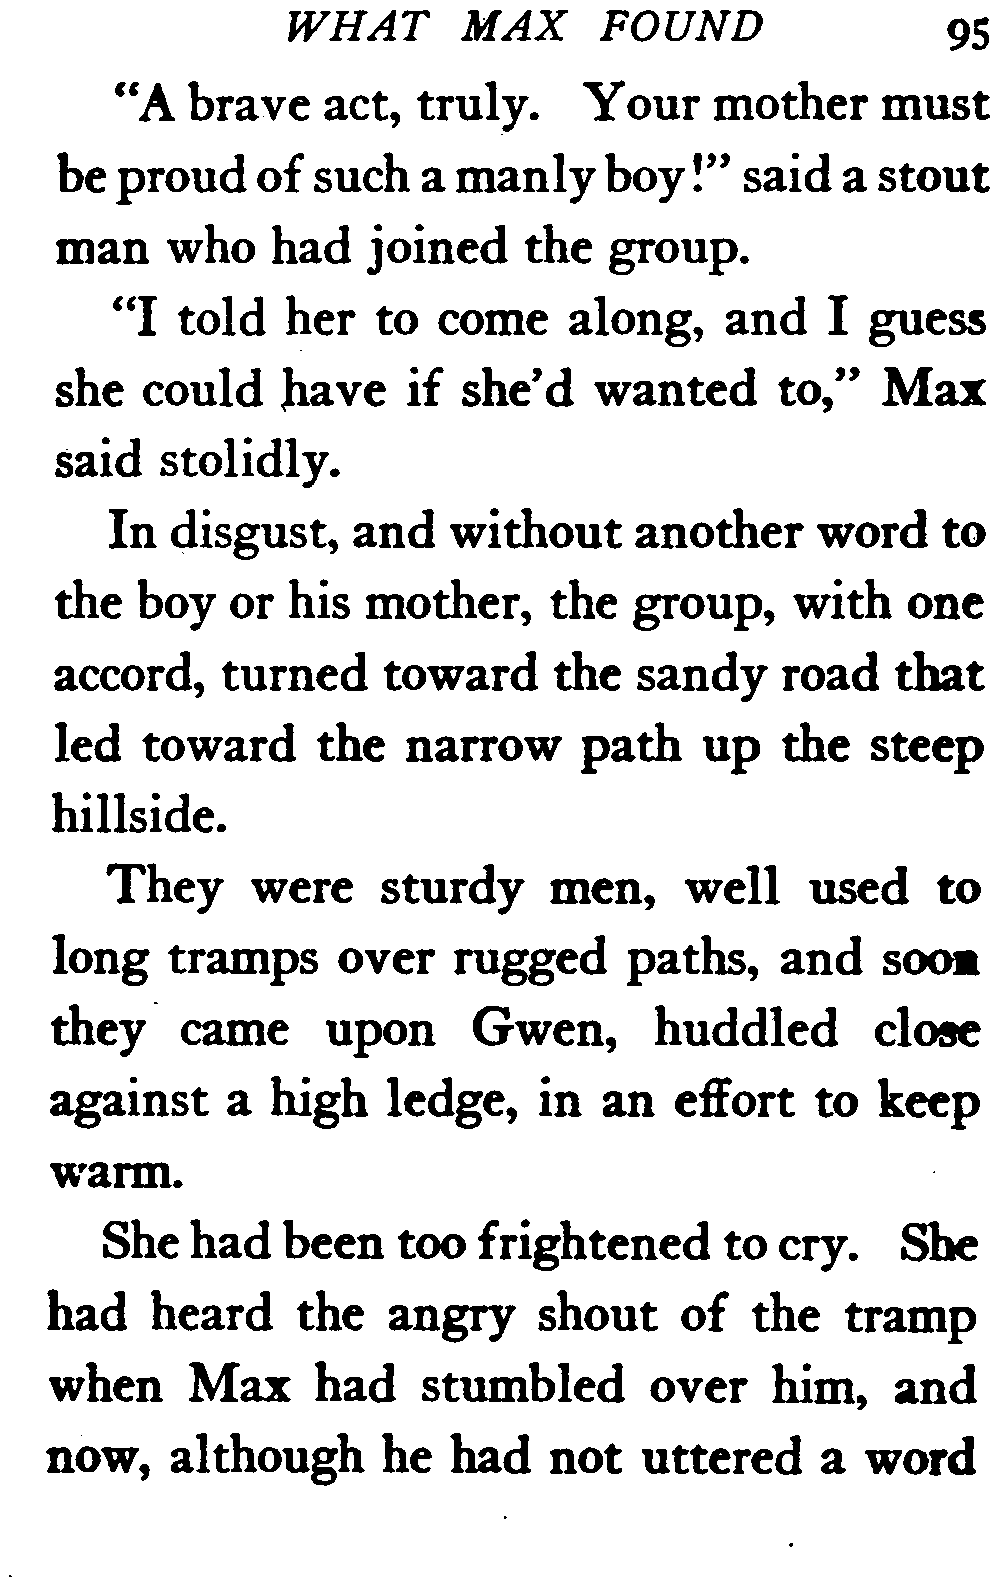 WHAT MAX FOUND 95
“A brave act, truly. Your mother must
be proud of such a manly boy!” said a stout
man who had joined the group.
“I told her to come along, and I guess
she could have if she’d wanted to,” Max
said stolidly.
In disgust, and without another word to
the boy or his mother, the group, with one
accord, turned toward the sandy road that
led toward the narrow path up the steep
hillside.
They were sturdy men, well used to
long tramps over rugged paths, and soon
they came upon Gwen, huddled close
against a high ledge, in an effort to keep
warm.
She had been too frightened to cry. She
had heard the angry shout of the tramp
when Max had stumbled over him, and
now, although he had not uttered a word